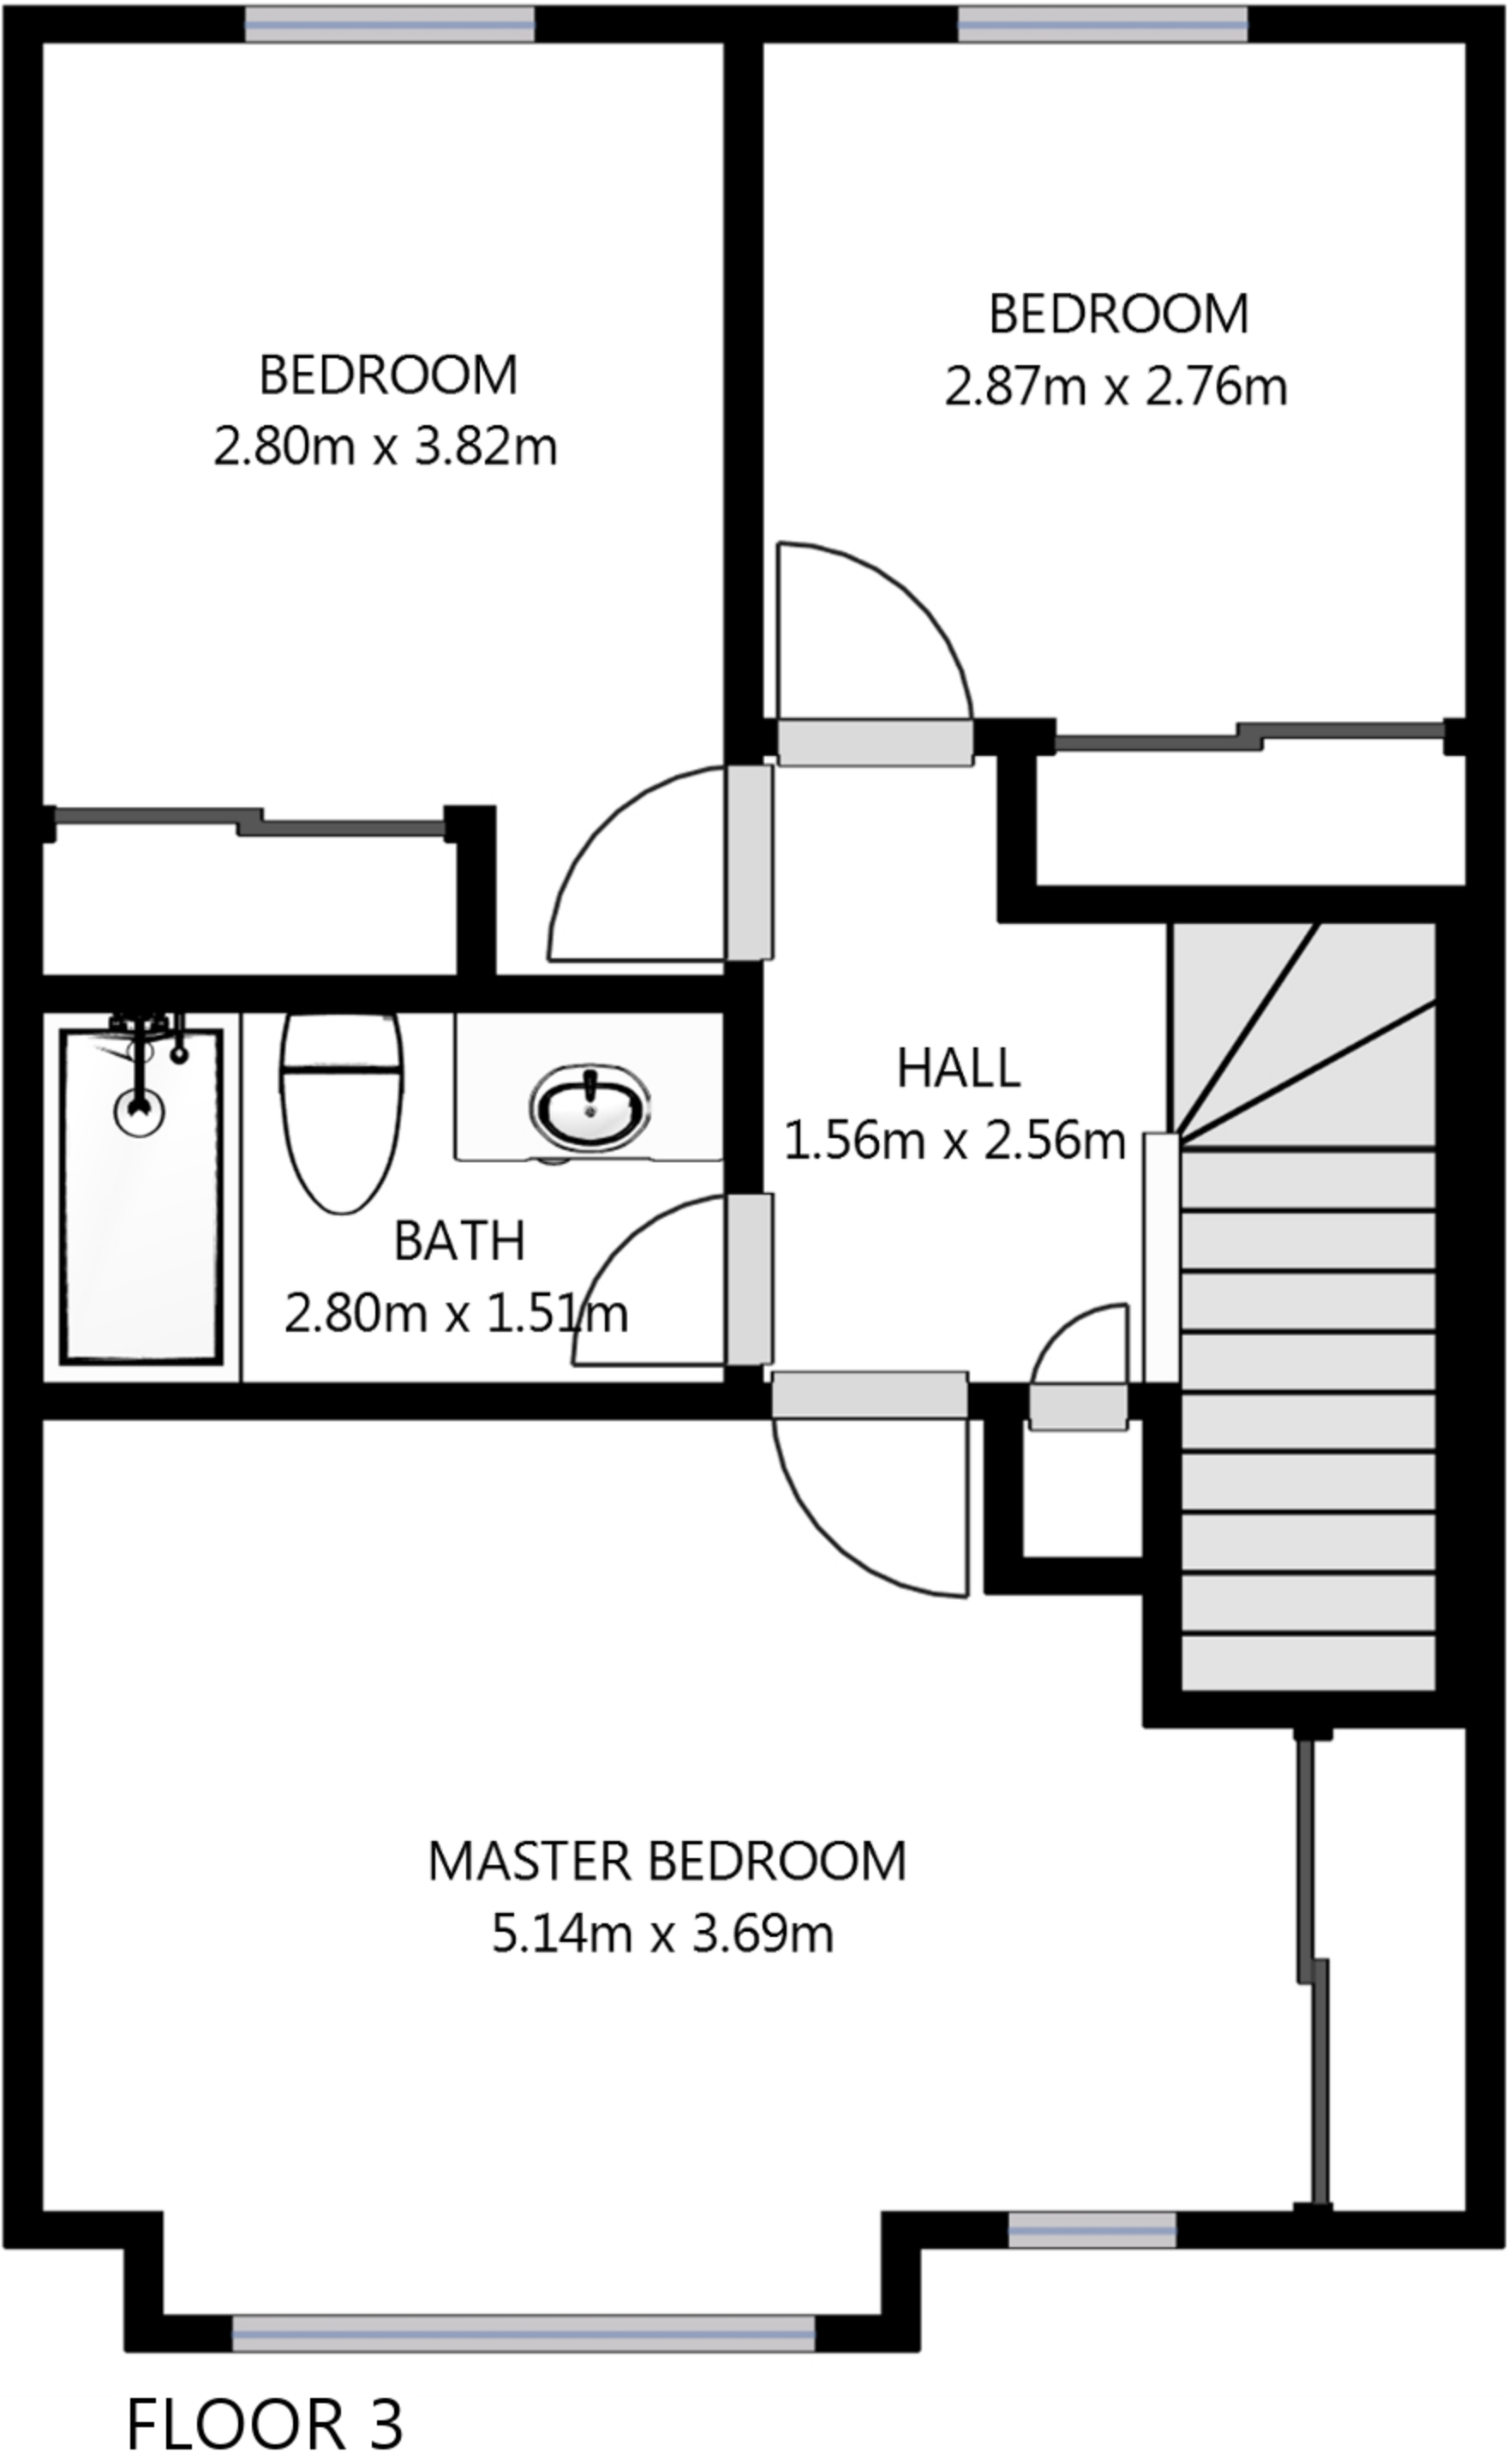 BEDROOM
2.80m x 3.82m
BEDROOM
2.87m x 2.76m
HALL
1.56m x 2.56m
BATH
2.80m x 1.51m
MASTER BEDROOM
5.14m x 3.69m
FLOOR 3